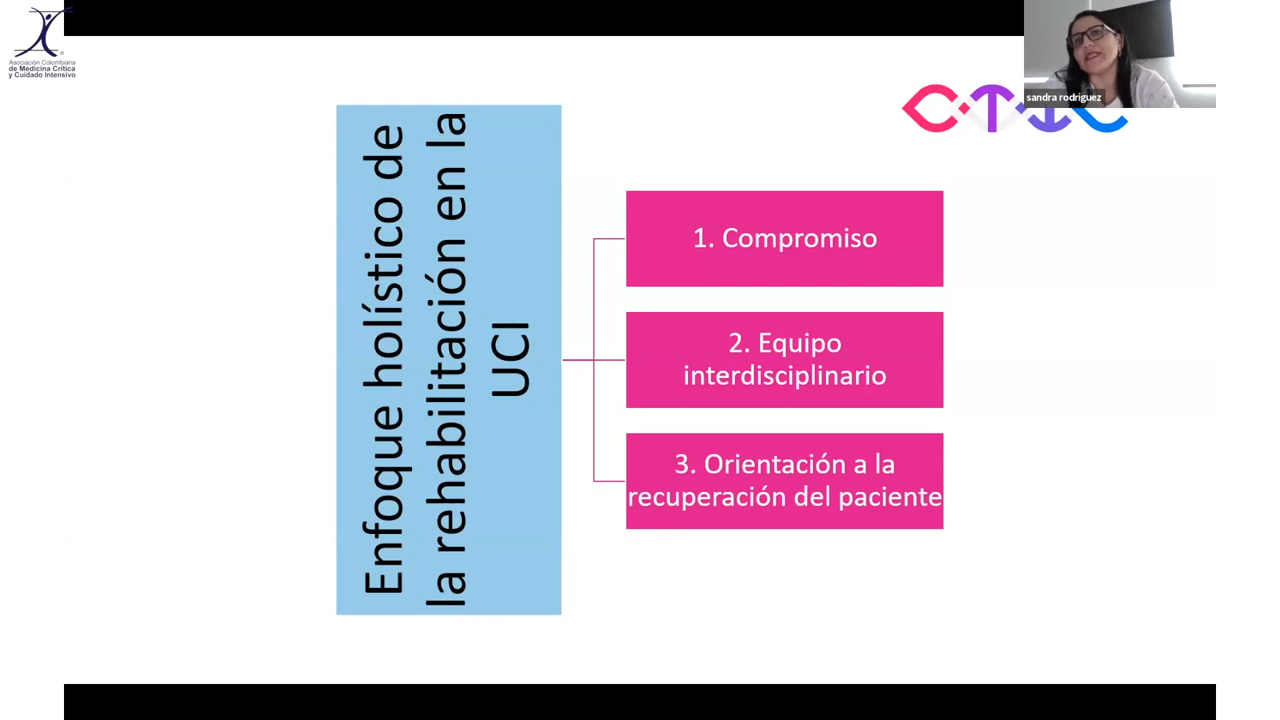 Asociación Colombiana
de Medicina Crítica
y Cuidado Intensivo
sandra rodriguez
CTIC
Enfoque holístico de
la rehabilitación en la
UCI
1. Compromiso
2. Equipo
interdisciplinario
3. Orientación a la
recuperación del paciente